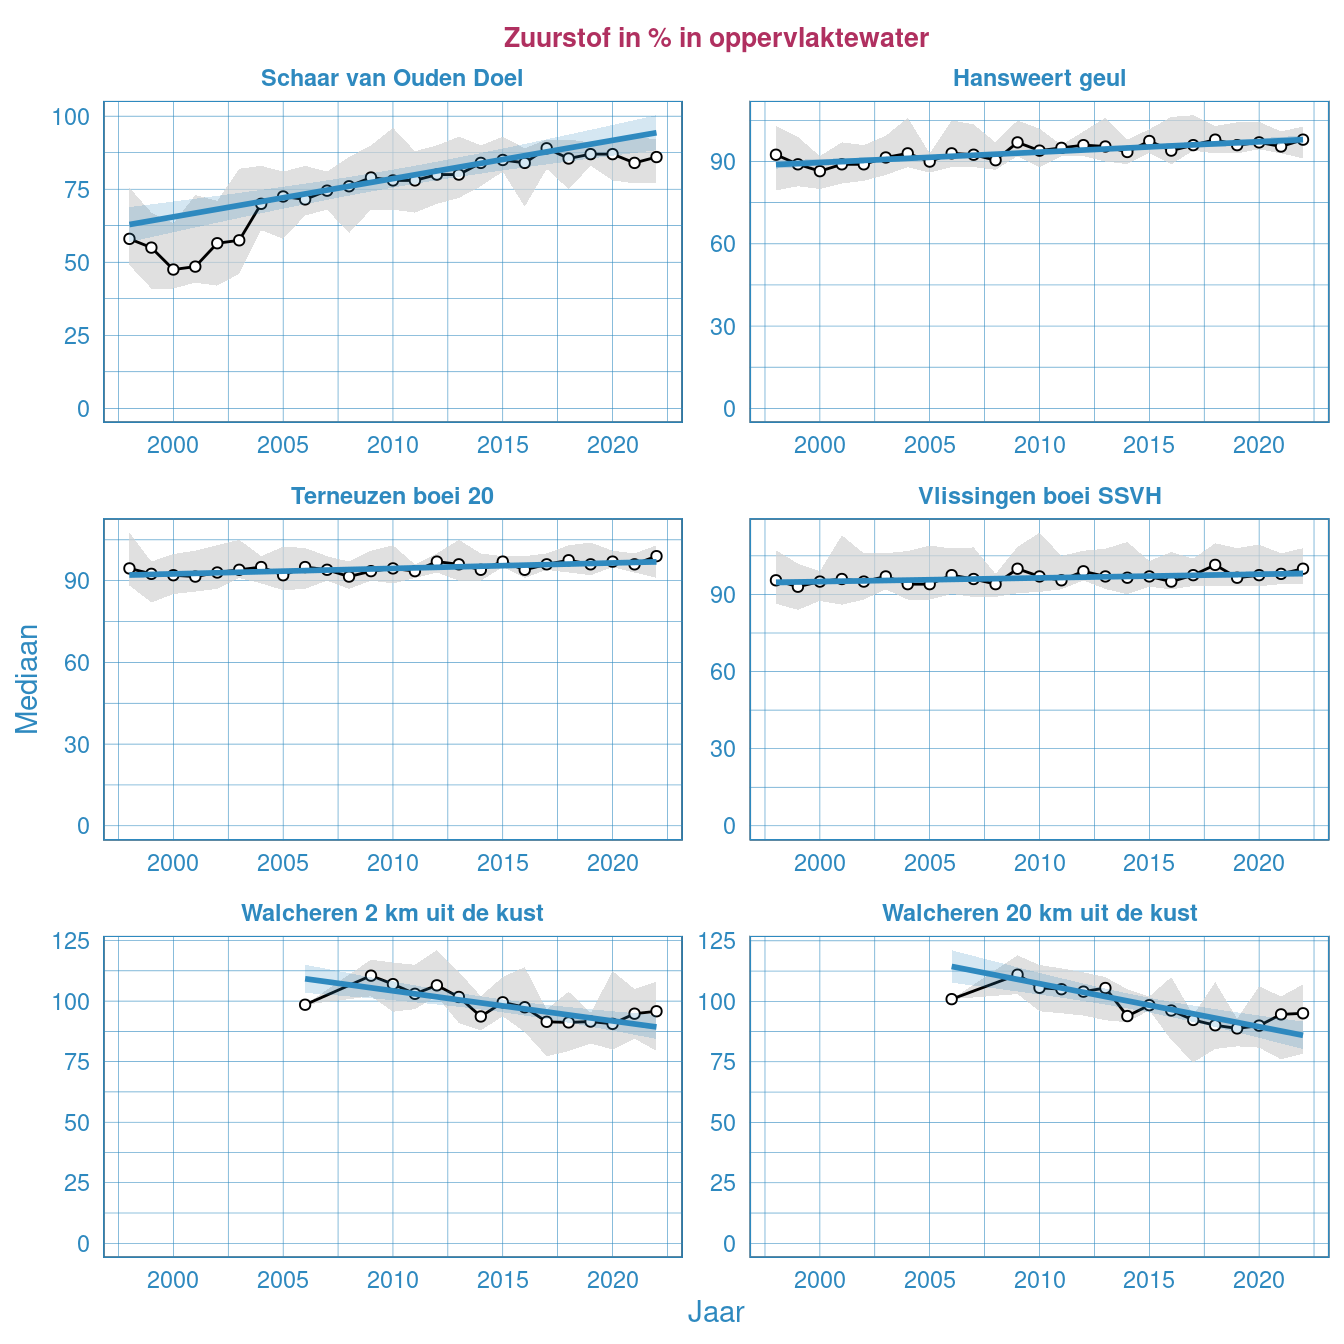 Zuurstof in % in oppervlaktewater
Schaar van Ouden Doel
Hansweert geul
100
75
50
25
0
90
60
30
0
2000 2005 2010 2015 2020
2000 2005 2010 2015 2020
Terneuzen boei 20
Vlissingen boei SSVH
Mediaan
90
60
30
0
90
60
30
0
2000 2005 2010 2015 2020
2000 2005 2010 2015 2020
Walcheren 2 km uit de kust
Walcheren 20 km uit de kust
125
100
75
50
25
0
125
100
75
50
25
0
2000 2005 2010 2015 2020
2000 2005 2010 2015 2020
Jaar